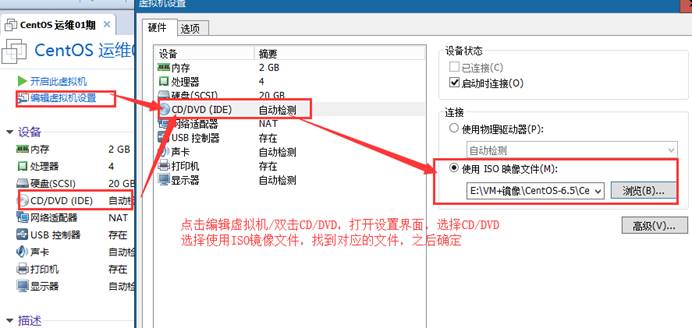 CentOS 运维01期
CentOS 运维
开启此虚拟机
编辑虚拟机设置
设备
内存 2 GB
处理器 4
硬盘(SCSI) 20 GB
CD/DVD (IDE) 自动
网络适配器 NAT
USB 控制器 存在
声卡 自动检
打印机 存在
显示器 自动检
描述
虚拟机设置
硬件 选项
设备 摘要
内存 2 GB
处理器 4
硬盘(SCSI) 20 GB
CD/DVD (IDE) 自动检测
网络适配器 NAT
USB 控制器 存在
声卡 自动检测
打印机 存在
显示器 自动检测
设备状态
已连接(C)
启动时连接(O)
连接
使用物理驱动器(P):
自动检测
使用 ISO 映像文件(M):
E:\VM+镜像\CentOS-6.5\Ce
浏览(B)...
高级(V)...
点击编辑虚拟机/双击CD/DVD，打开设置界面，选择CD/DVD
选择使用ISO镜像文件，找到对应的文件，之后确定